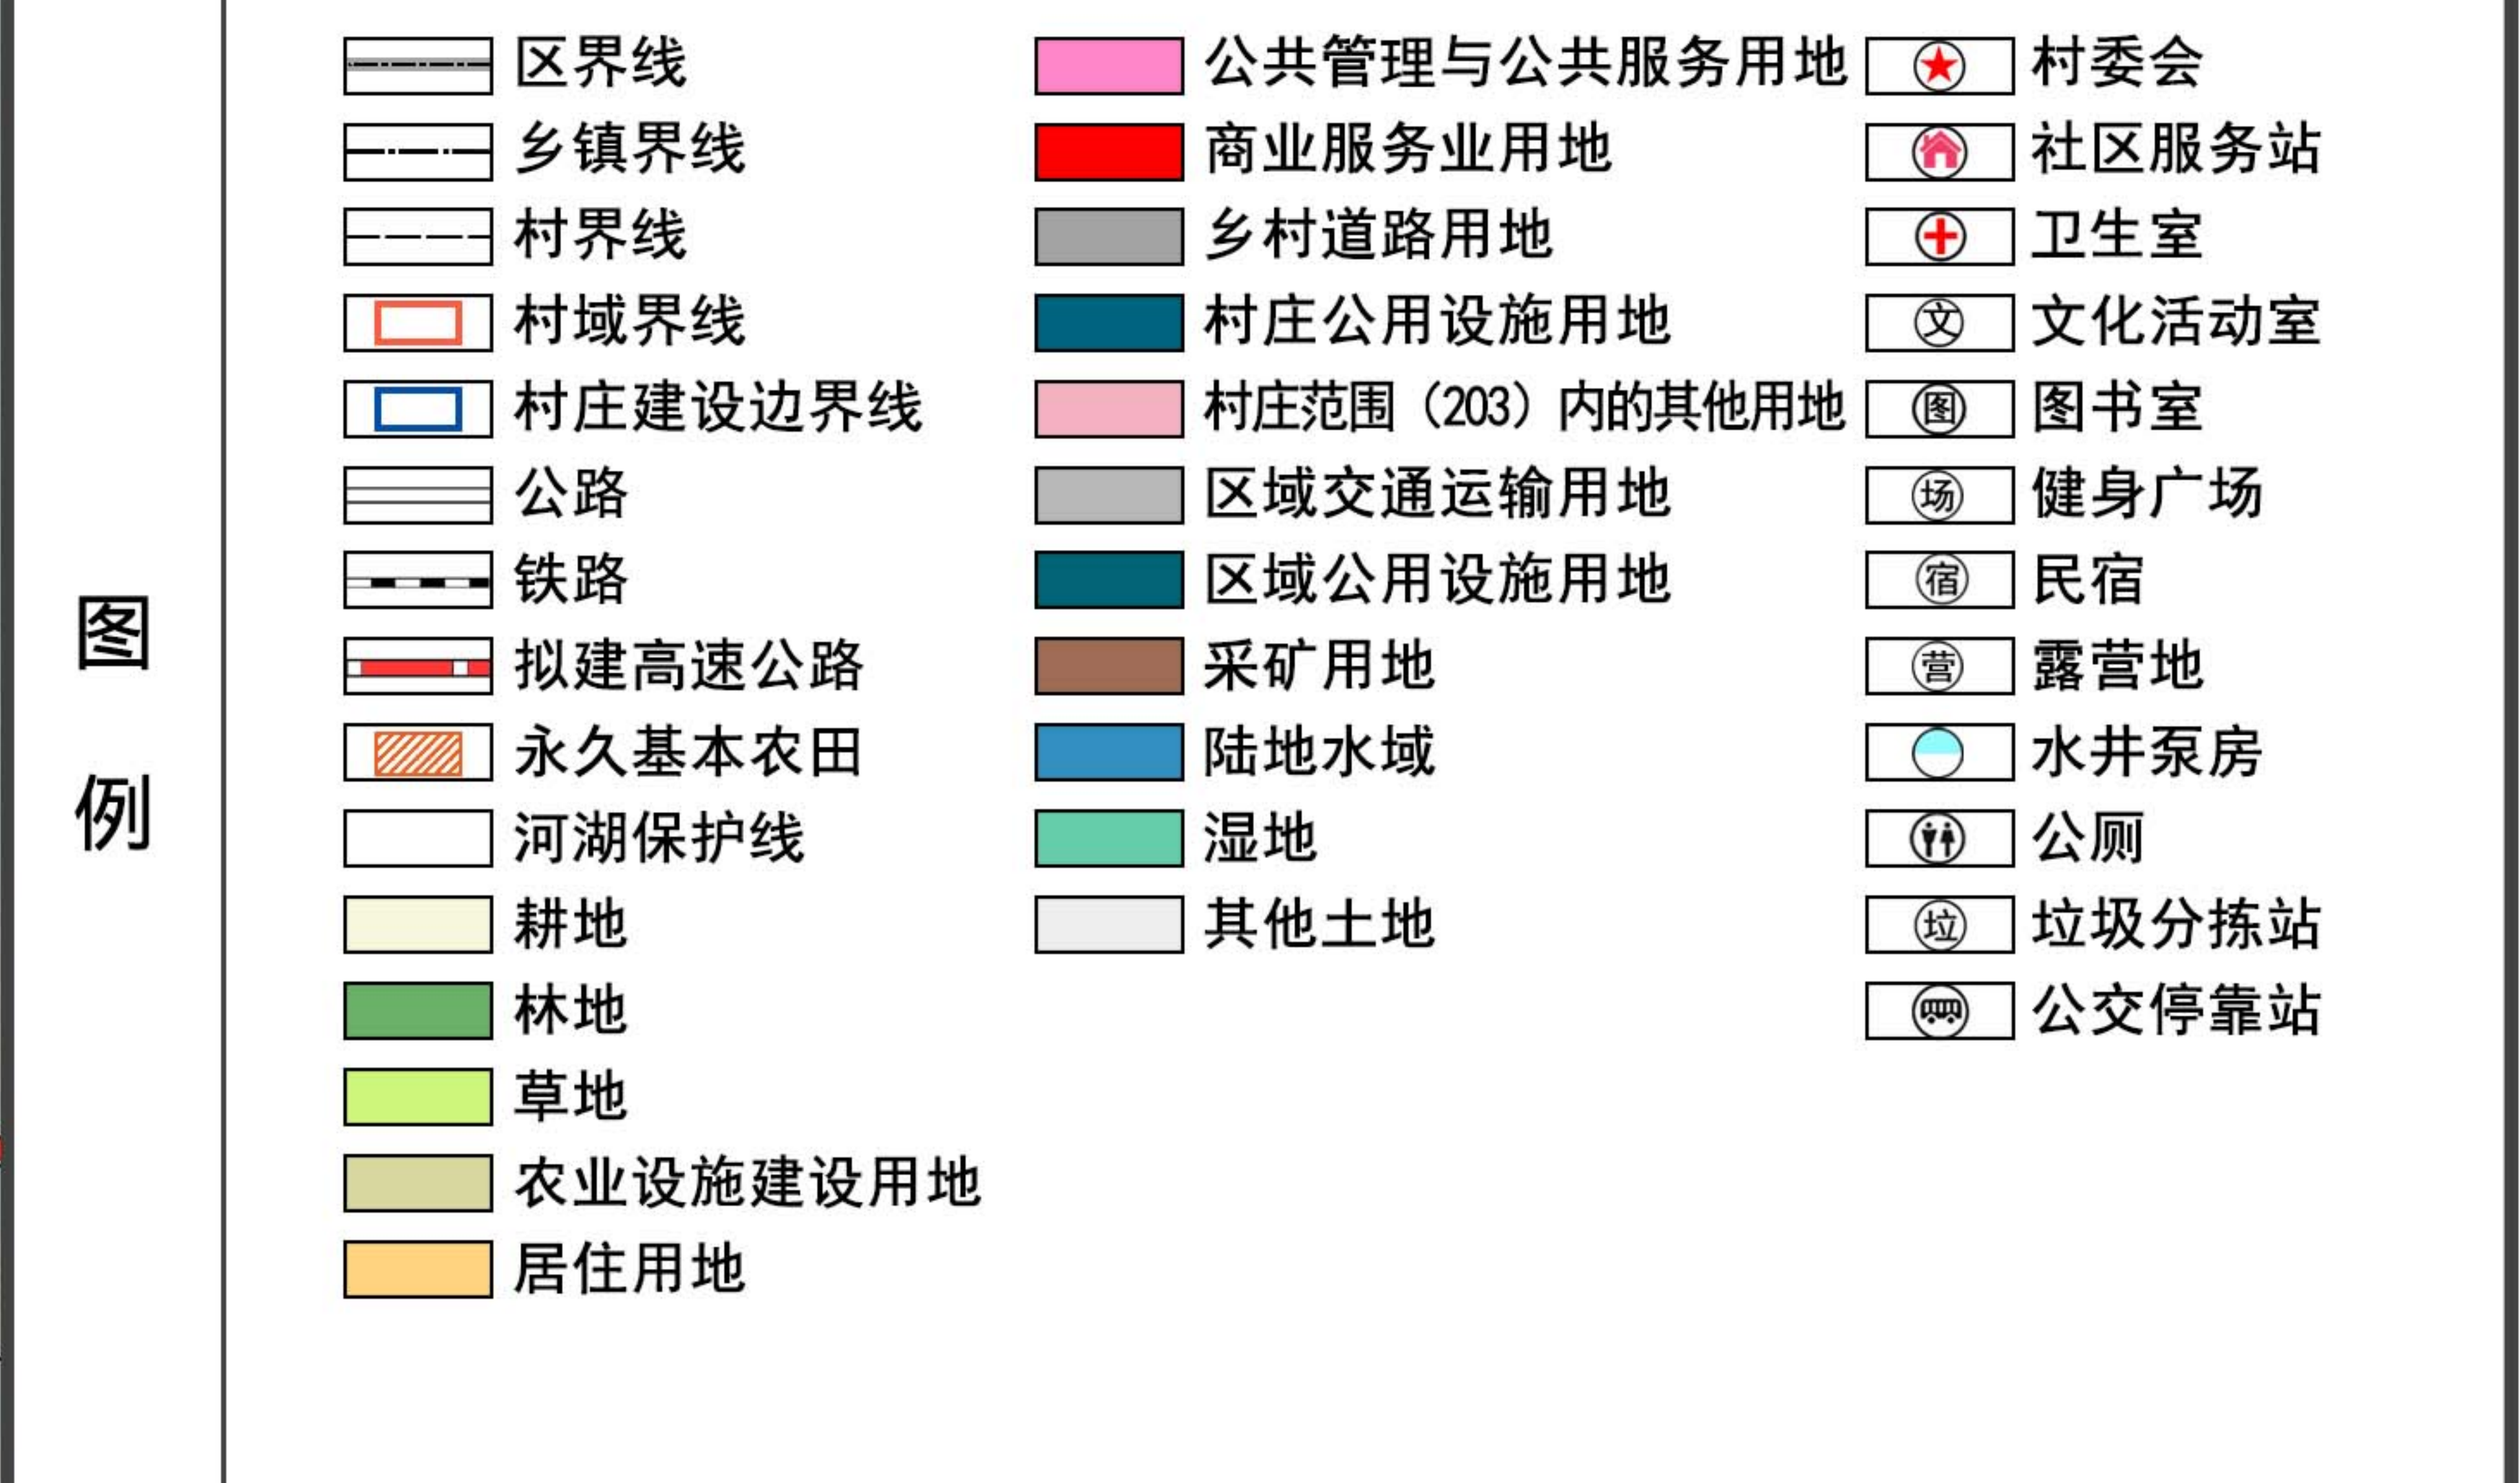 图例
区界线
乡镇界线
村界线
村域界线
村庄建设边界线
公路
铁路
拟建高速公路
永久基本农田
河湖保护线
耕地
林地
草地
农业设施建设用地
居住用地
公共管理与公共服务用地
商业服务业用地
乡村道路用地
村庄公用设施用地
村庄范围（203）内的其他用地
区域交通运输用地
区域公用设施用地
采矿用地
陆地水域
湿地
其他土地
村委会
社区服务站
卫生室
文 文化活动室
图 图书室
场 健身广场
宿 民宿
营 露营地
水井泵房
公厕
垃 垃圾分拣站
公交停靠站